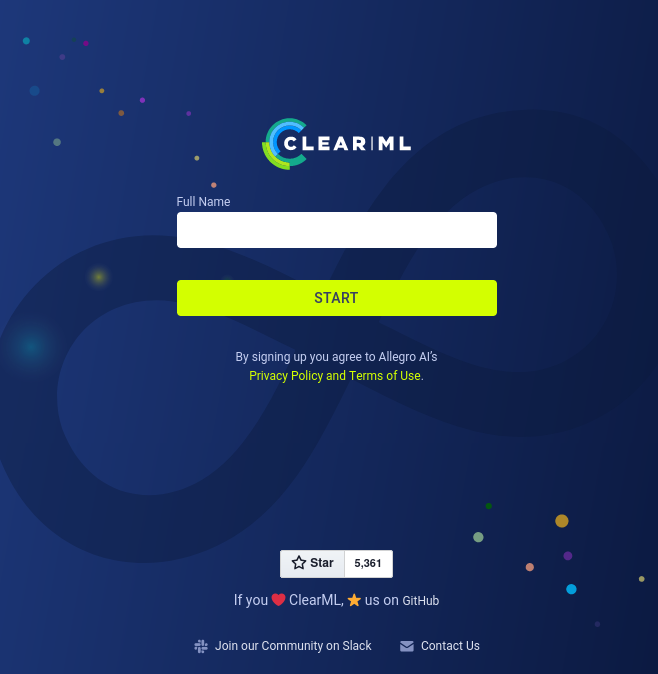 CLEAR|ML
Full Name
START
By signing up you agree to Allegro AI's
Privacy Policy and Terms of Use.
Star 5,361
If you ❤️ ClearML, ⭐ us on GitHub
Join our Community on Slack Contact Us